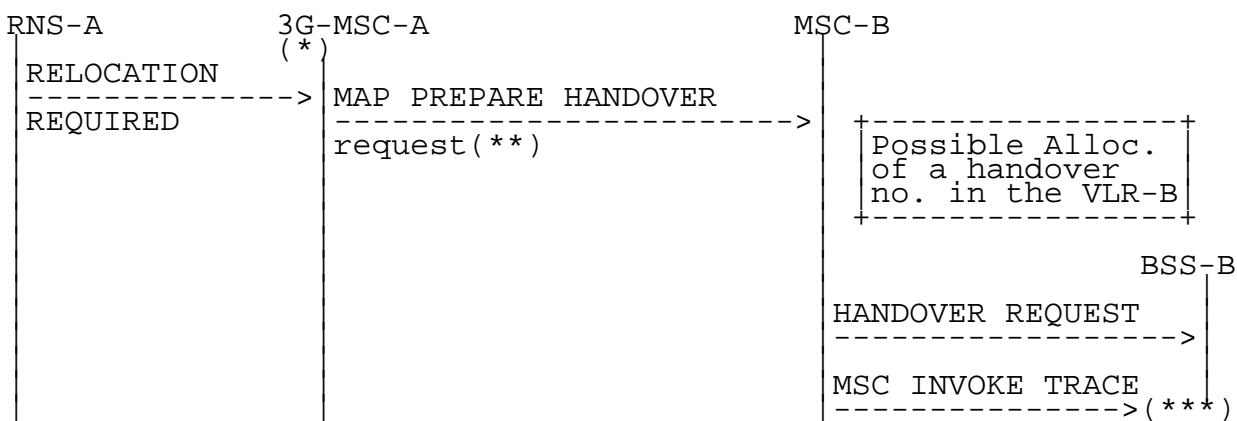 RNS-A 3G-MSC-A MSC-B
(*)
RELOCATION
MAP PREPARE HANDOVER
REQUIRED
request(**)
Possible Alloc.
of a handover
no. in the VLR-B
BSS-B
HANDOVER REQUEST
MSC INVOKE TRACE
(***)